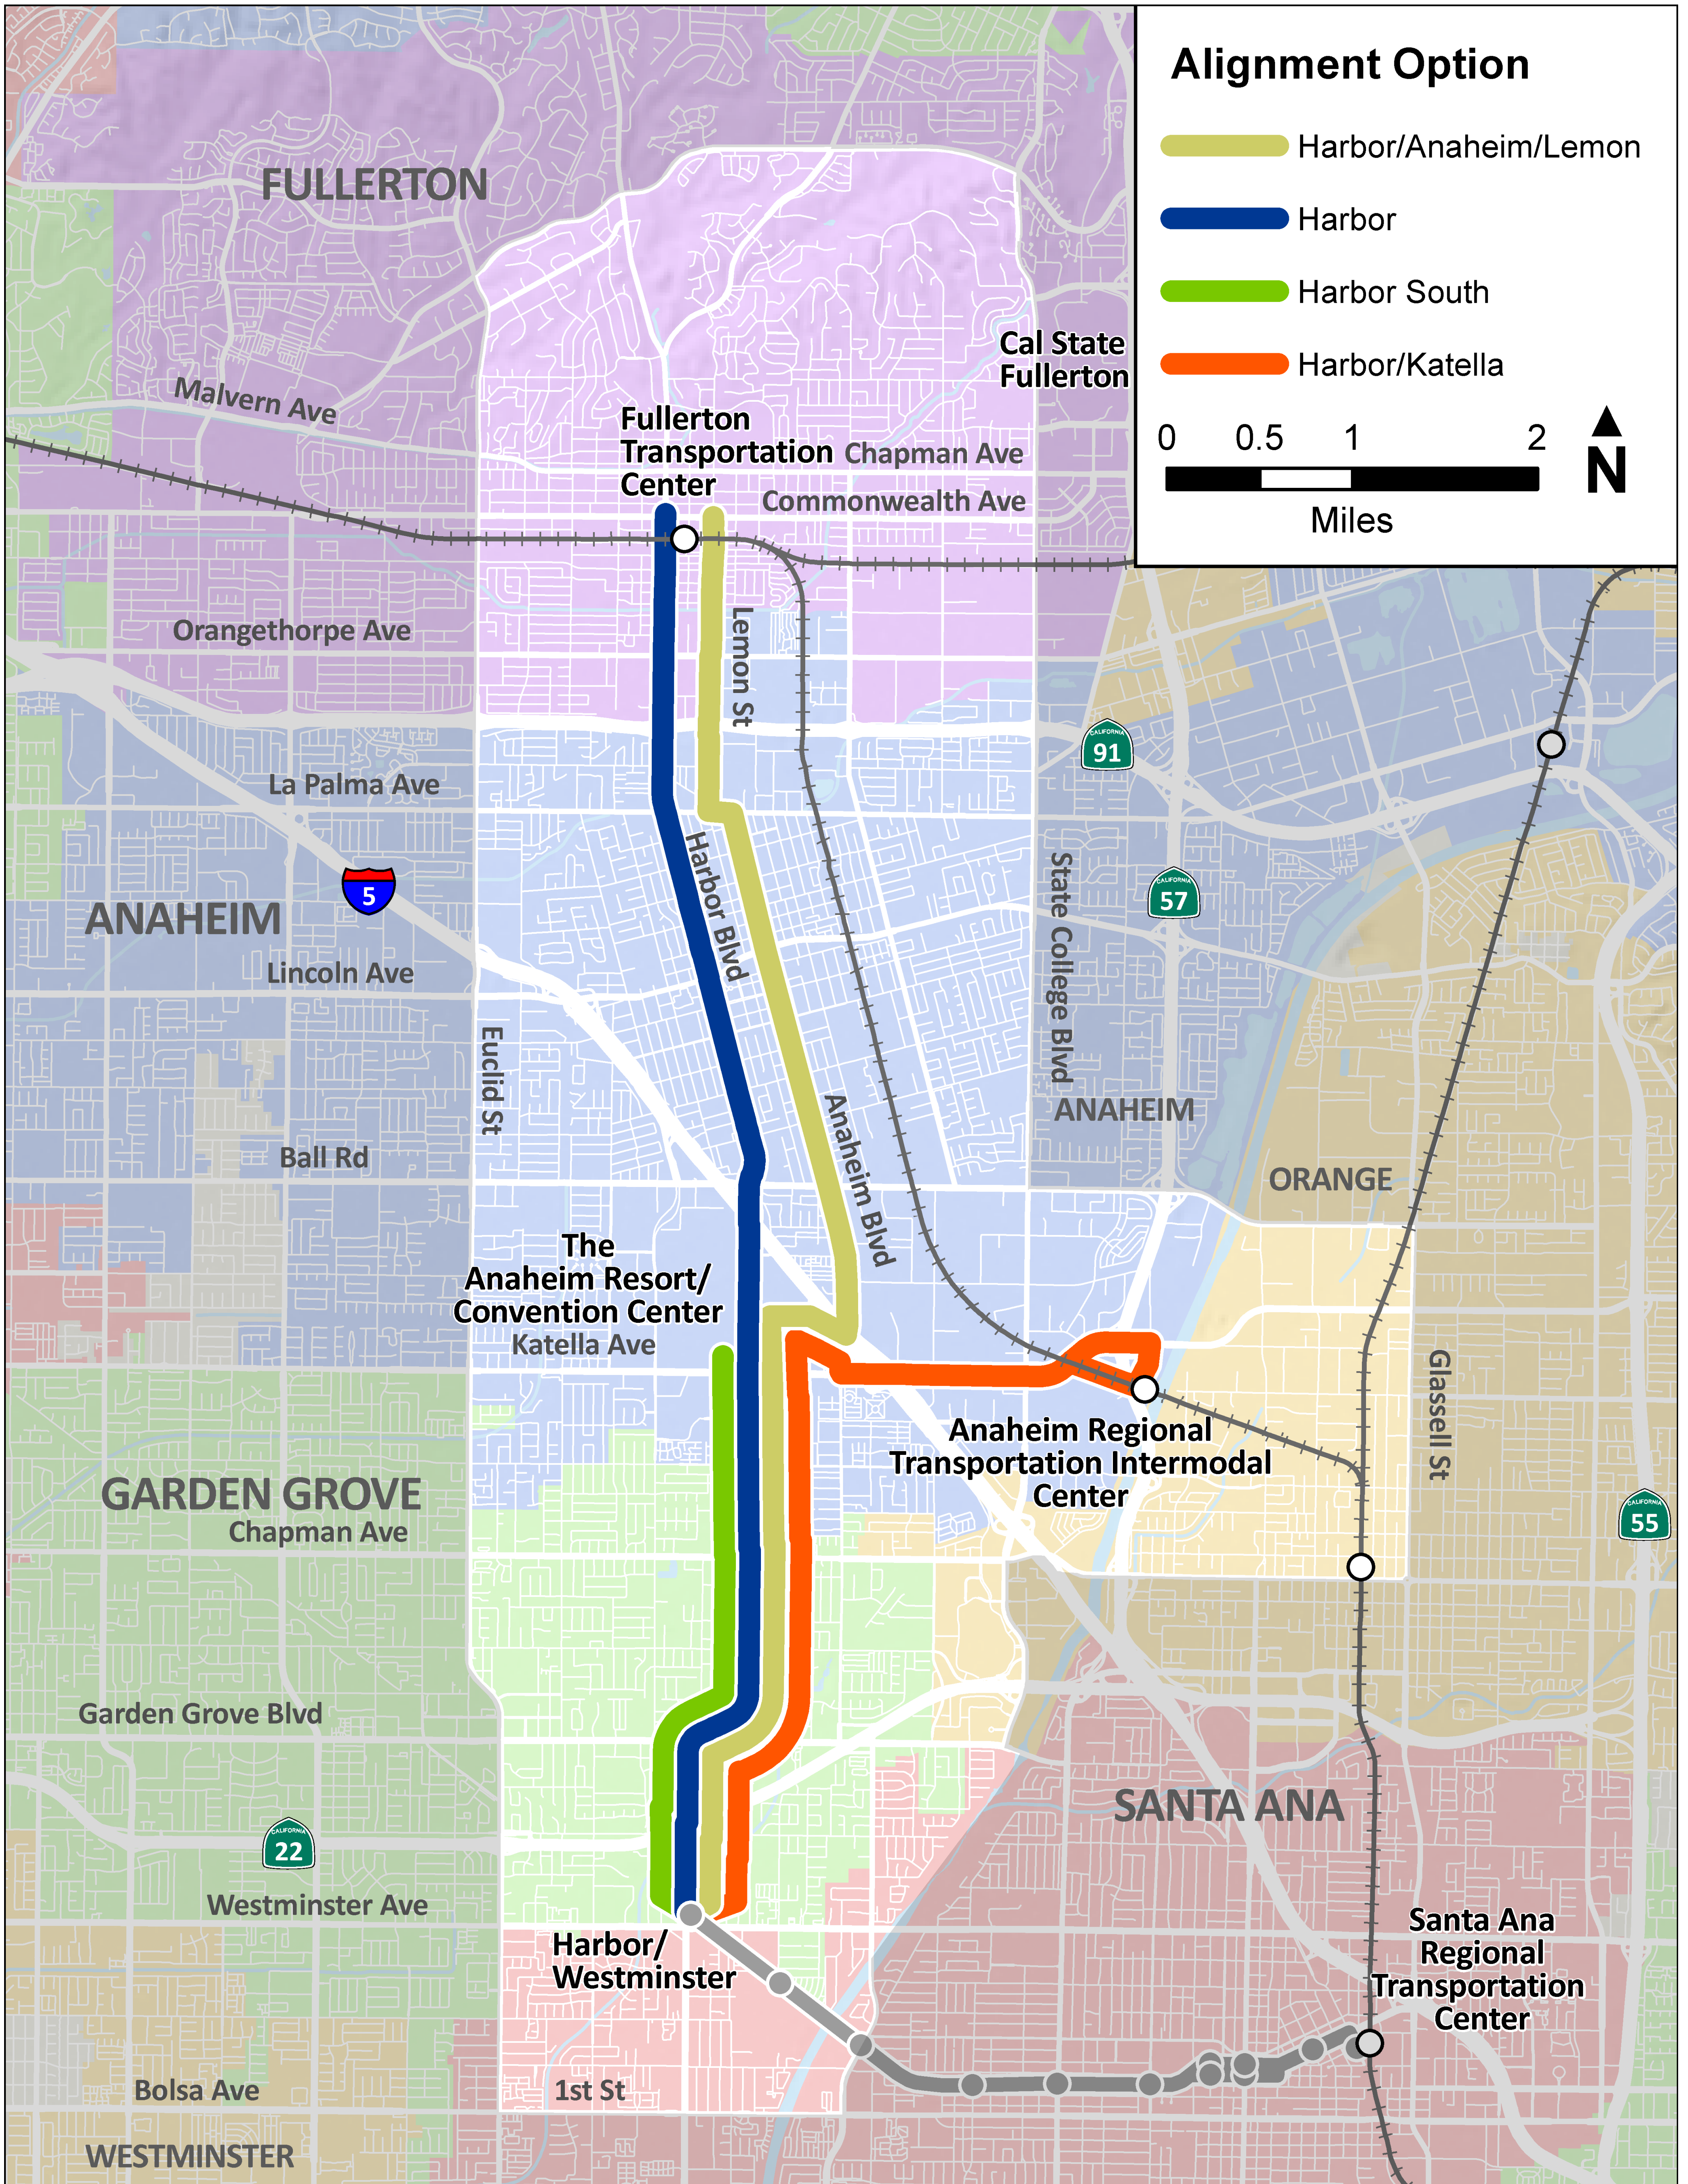 Alignment Option
Harbor/Anaheim/Lemon
Harbor
Harbor South
Harbor/Katella
0 0.5 1 2
Miles
N
FULLERTON
Cal State
Fullerton
Malvern Ave
Fullerton
Transportation
Center
Chapman Ave
Commonwealth Ave
Orangethorpe Ave
Lemon St
CALIFORNIA
91
La Palma Ave
Harbor Blvd
State College Blvd
5
CALIFORNIA
57
ANAHEIM
Lincoln Ave
Euclid St
ANAHEIM
Anaheim Blvd
Ball Rd
ORANGE
The
Anaheim Resort/
Convention Center
Katella Ave
Glassell St
Anaheim Regional
Transportation Intermodal
Center
GARDEN GROVE
Chapman Ave
CALIFORNIA
55
Garden Grove Blvd
SANTA ANA
CALIFORNIA
22
Westminster Ave
Harbor/
Westminster
Santa Ana
Regional
Transportation
Center
Bolsa Ave
1st St
WESTMINSTER